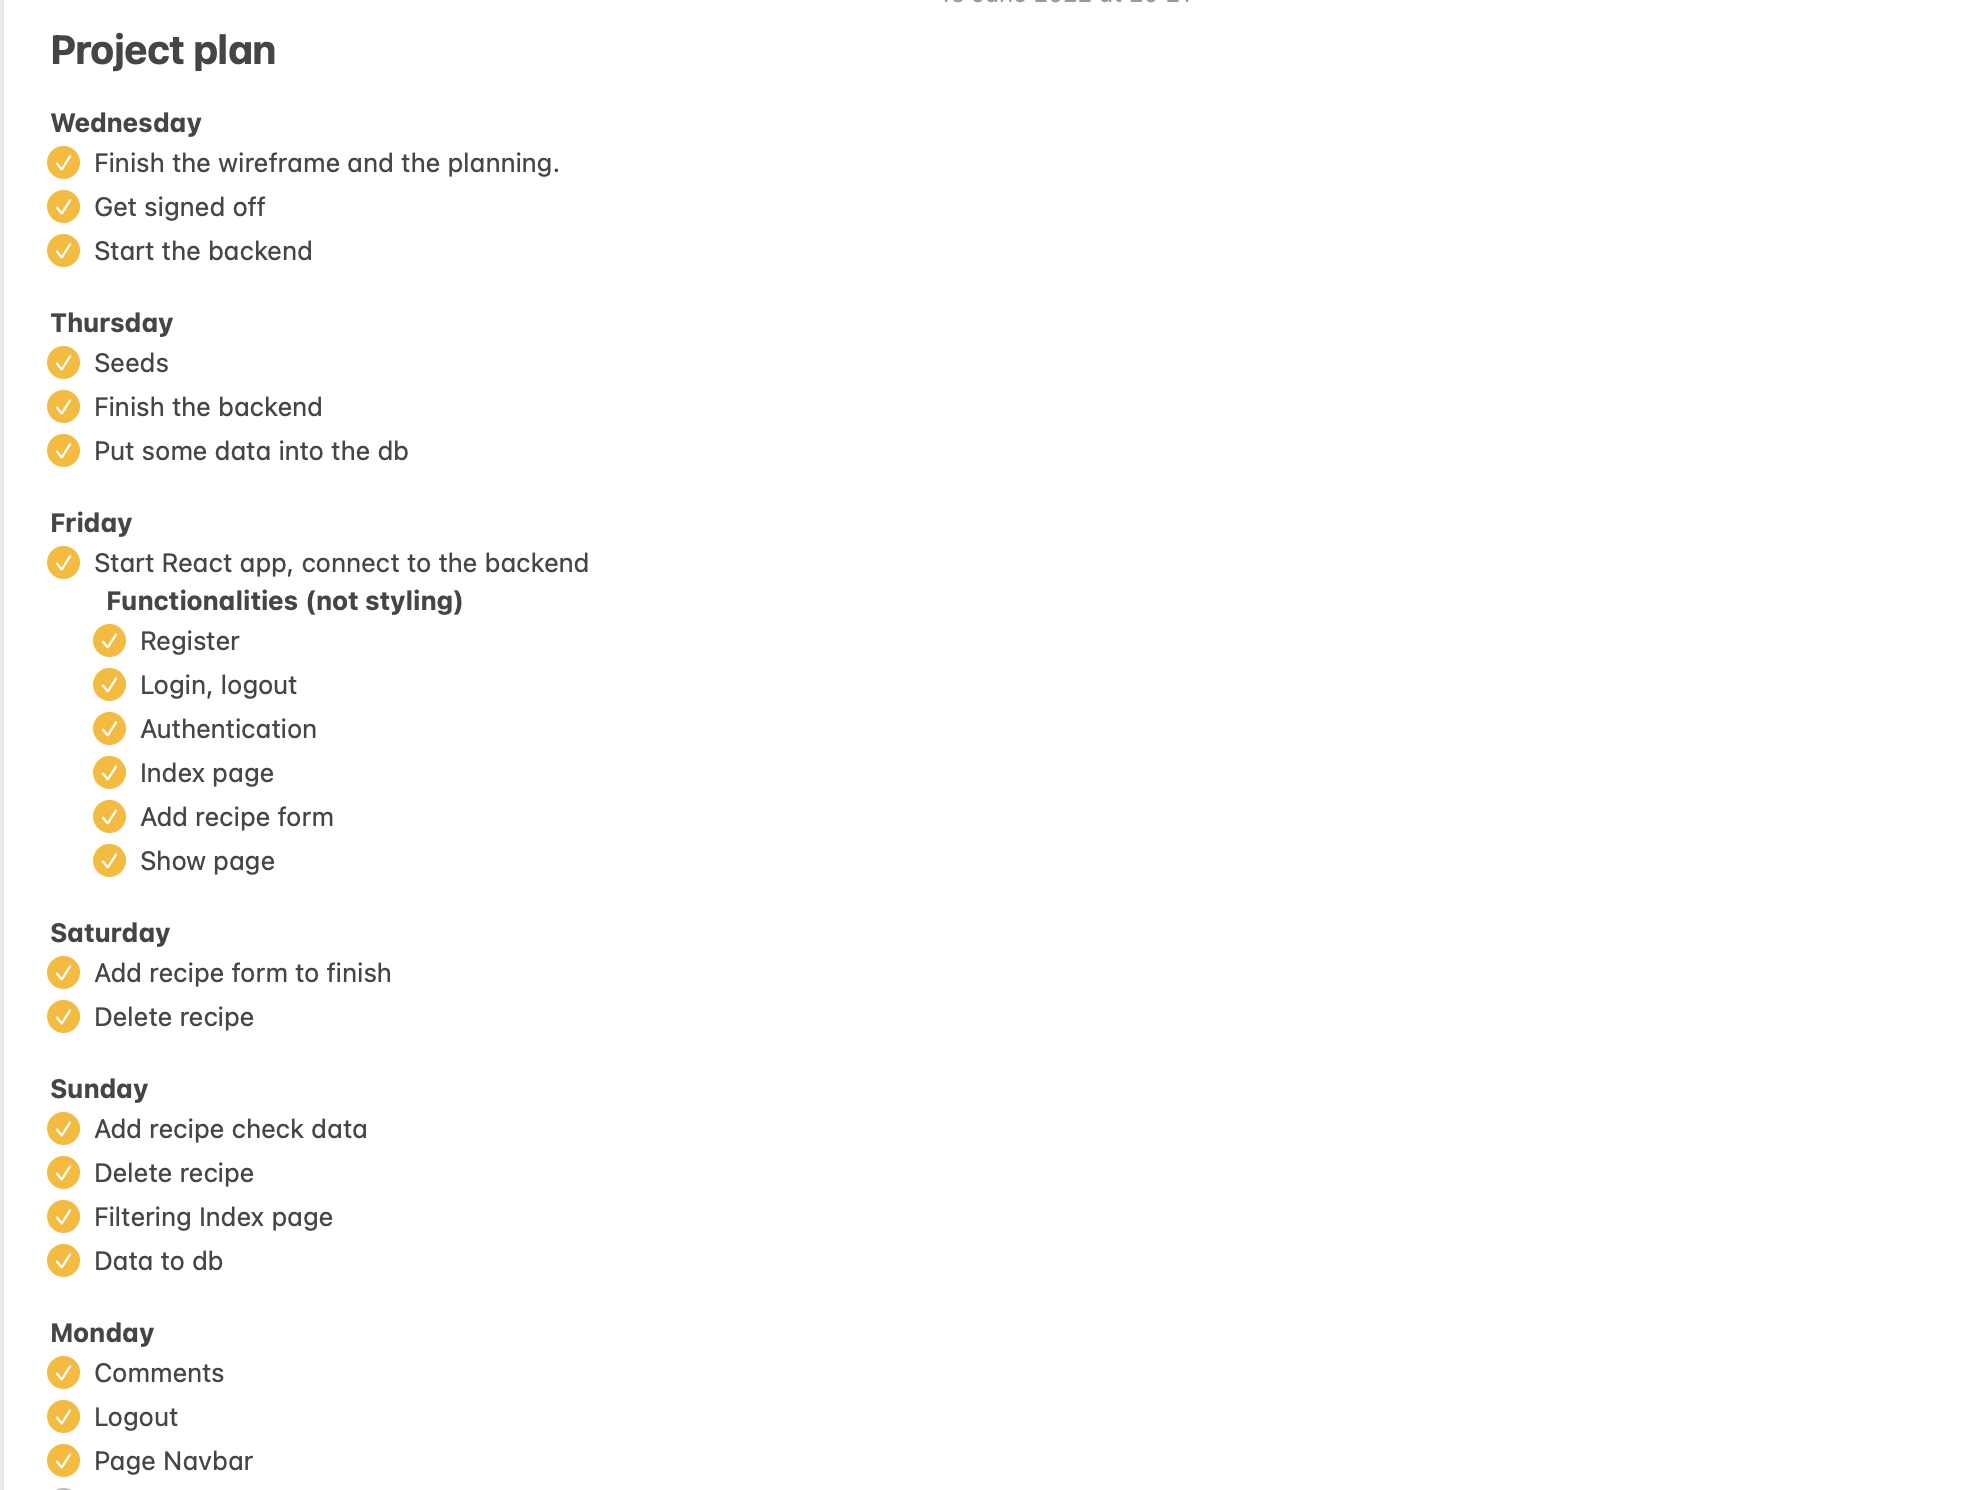 Project plan
Wednesday
Finish the wireframe and the planning.
Get signed off
Start the backend
Thursday
Seeds
Finish the backend
Put some data into the db
Friday
Start React app, connect to the backend
Functionalities (not styling)
Register
Login, logout
Authentication
Index page
Add recipe form
Show page
Saturday
Add recipe form to finish
Delete recipe
Sunday
Add recipe check data
Delete recipe
Filtering Index page
Data to db
Monday
Comments
Logout
Page Navbar